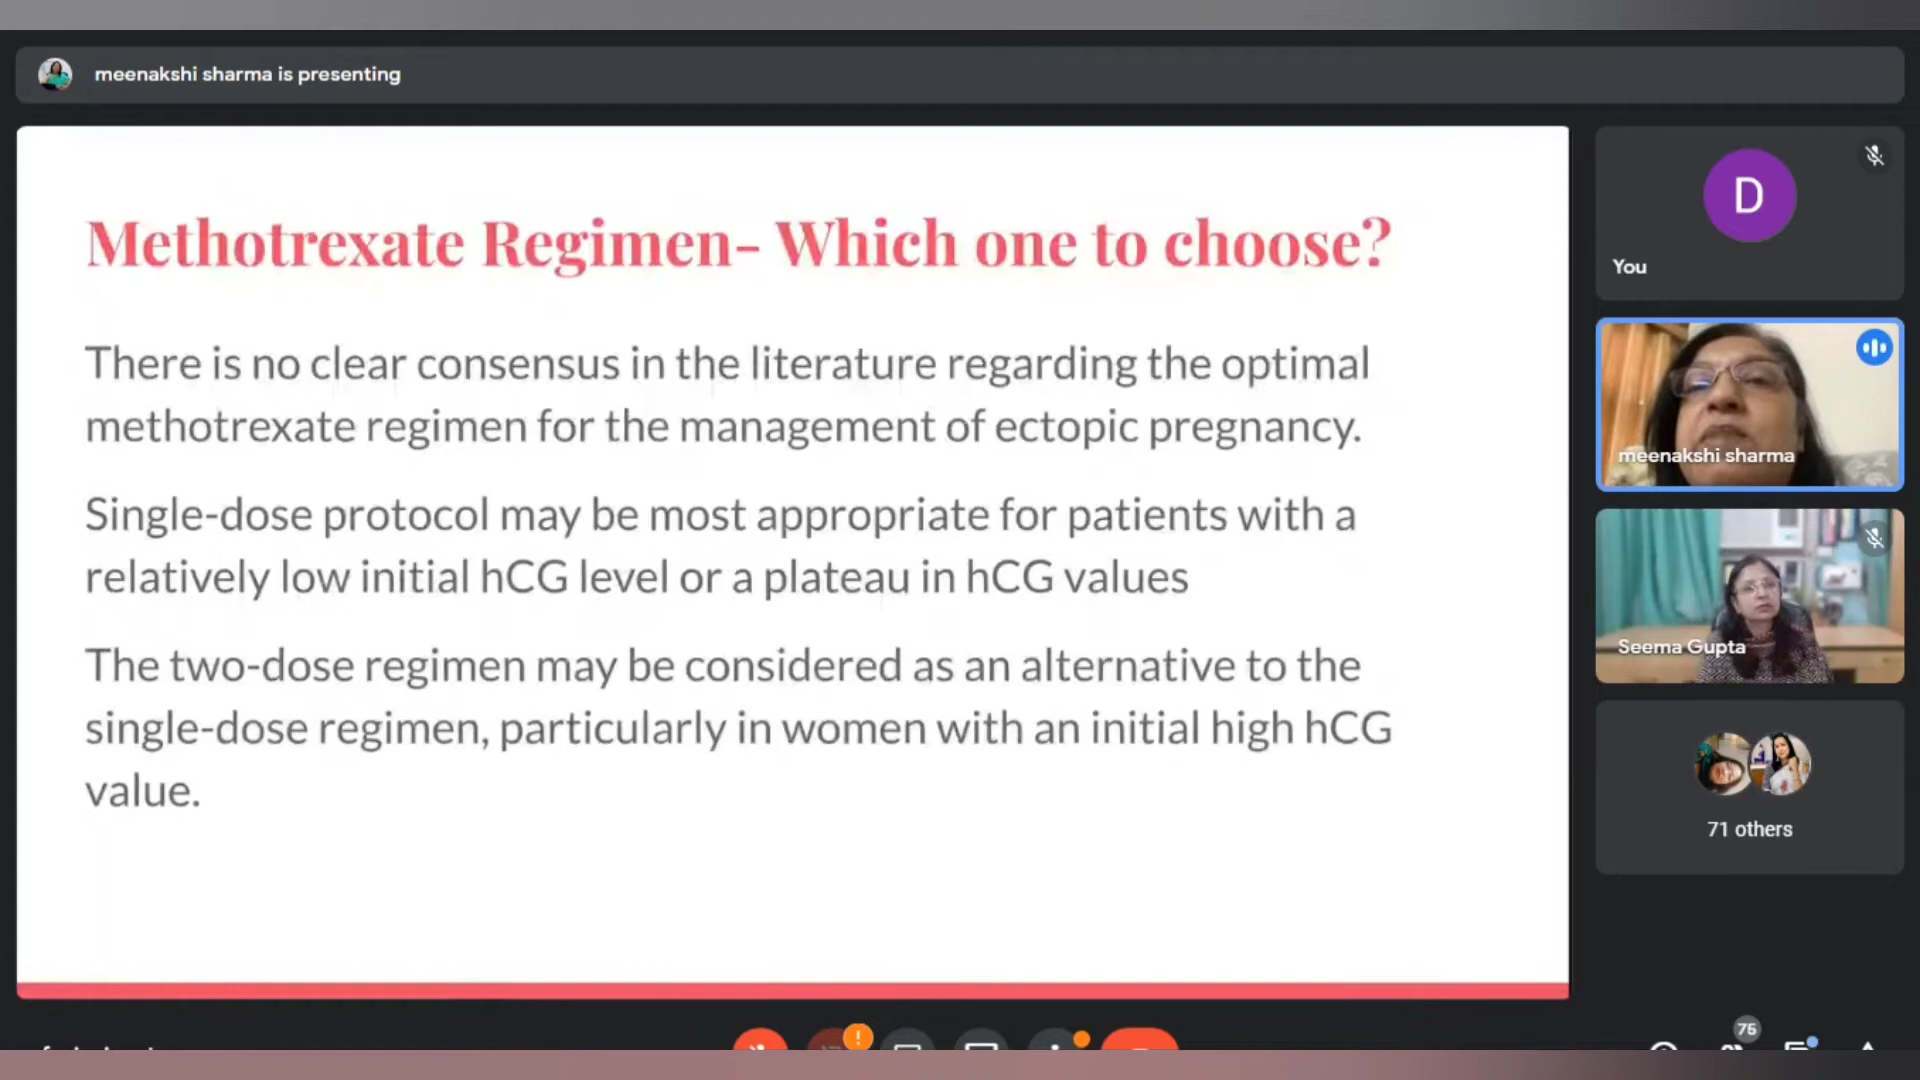 meenakshi sharma is presenting
Methotrexate Regimen- Which one to choose?
There is no clear consensus in the literature regarding the optimal
methotrexate regimen for the management of ectopic pregnancy.
Single-dose protocol may be most appropriate for patients with a
relatively low initial hCG level or a plateau in hCG values
The two-dose regimen may be considered as an alternative to the
single-dose regimen, particularly in women with an initial high hCG
value.
D
You
meenakshi sharma
Seema Gupta
71 others
75